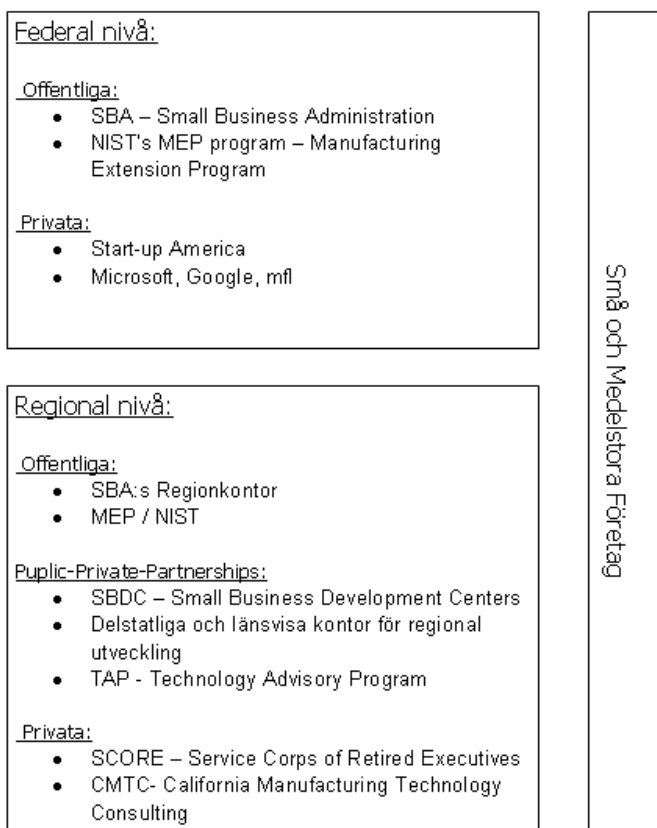 Federal nivå:
Offentliga:
● SBA – Small Business Administration
● NIST's MEP program – Manufacturing
Extension Program
Privata:
● Start-up America
● Microsoft, Google, mfl
Regional nivå:
Offentliga:
● SBA:s Regionkontor
● MEP / NIST
Puplic-Private-Partnerships:
● SBDC – Small Business Development Centers
● Delstatliga och länsvisa kontor för regional
utveckling
● TAP - Technology Advisory Program
Privata:
● SCORE – Service Corps of Retired Executives
● CMTC- California Manufacturing Technology
Consulting
Små och Medelstora Företag